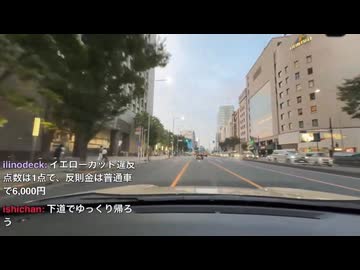 ilinodeck: イエローカット違反
点数は1点で、反則金は普通車
で6,000円
ishichan: 下道でゆっくり帰ろ
う